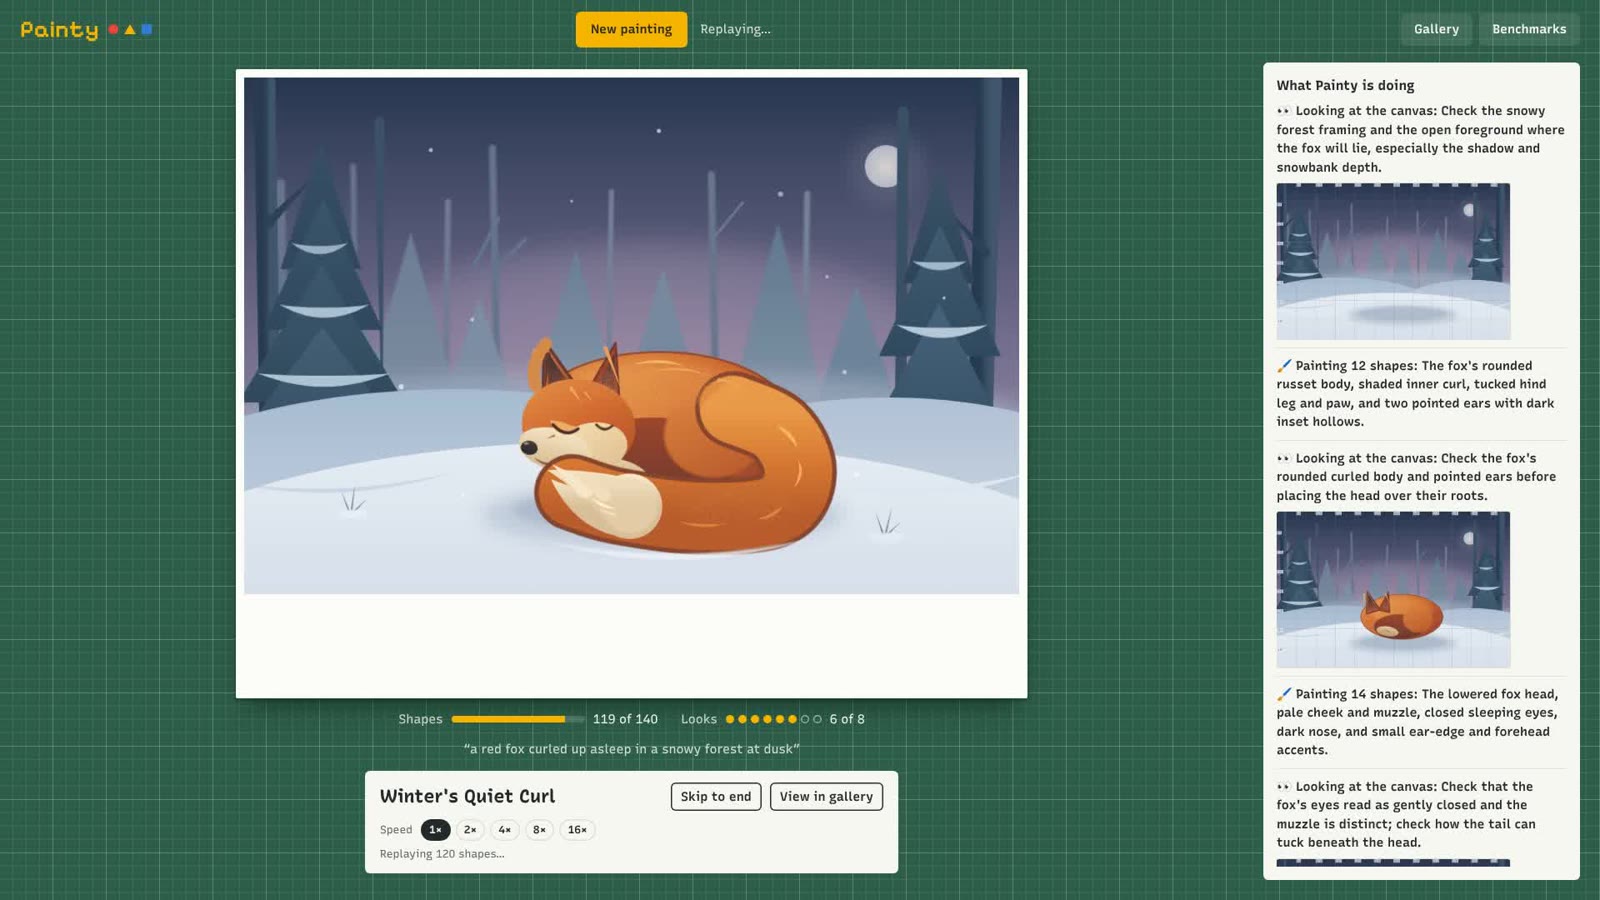 Painty
New painting
Replaying...
Gallery
Benchmarks
What Painty is doing
👀 Looking at the canvas: Check the snowy
forest framing and the open foreground where
the fox will lie, especially the shadow and
snowbank depth.
🖌️ Painting 12 shapes: The fox's rounded
russet body, shaded inner curl, tucked hind
leg and paw, and two pointed ears with dark
inset hollows.
👀 Looking at the canvas: Check the fox's
rounded curled body and pointed ears before
placing the head over their roots.
🖌️ Painting 14 shapes: The lowered fox head,
pale cheek and muzzle, closed sleeping eyes,
dark nose, and small ear-edge and forehead
accents.
👀 Looking at the canvas: Check that the
fox's eyes read as gently closed and the
muzzle is distinct; check how the tail can
tuck beneath the head.
Shapes 119 of 140 Looks 6 of 8
“a red fox curled up asleep in a snowy forest at dusk”
Winter's Quiet Curl
Skip to end
View in gallery
Speed 1× 2× 4× 8× 16×
Replaying 120 shapes...